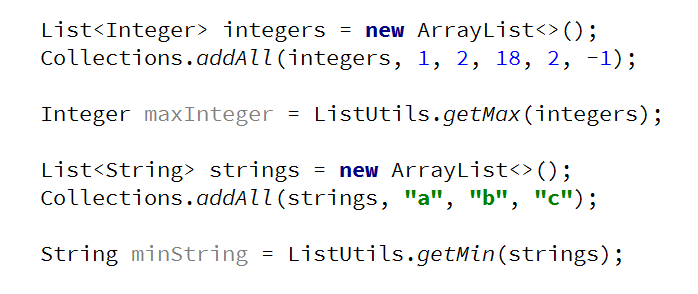 List<Integer> integers = new ArrayList<>();
Collections.addAll(integers, 1, 2, 18, 2, -1);
Integer maxInteger = ListUtils.getMax(integers);
List<String> strings = new ArrayList<>();
Collections.addAll(strings, "a", "b", "c");
String minString = ListUtils.getMin(strings);